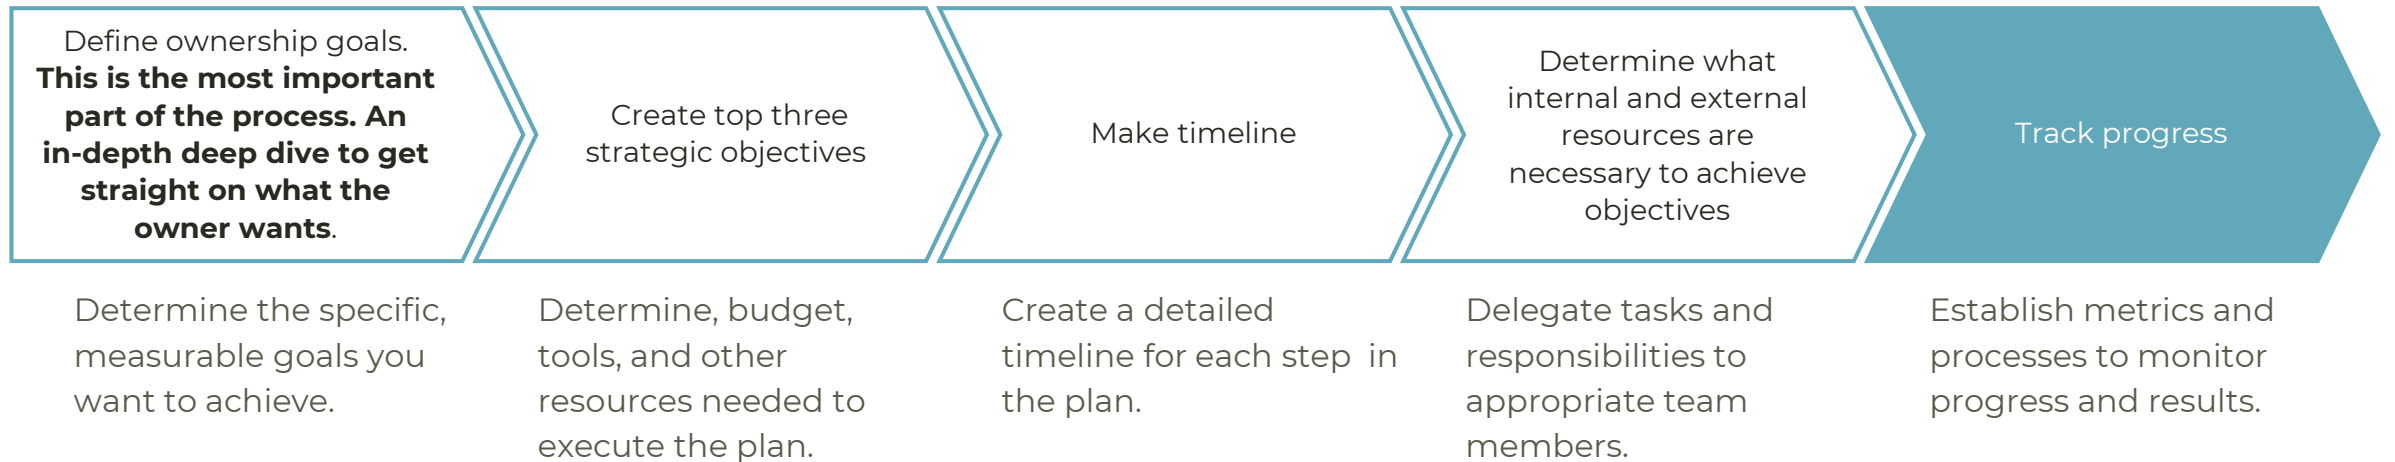 Define ownership goals.
This is the most important
part of the process. An
in-depth deep dive to get
straight on what the
owner wants.
Create top three
strategic objectives
Make timeline
Determine what
internal and external
resources are
necessary to achieve
objectives
Track progress
Determine the specific,
measurable goals you
want to achieve.
Determine, budget,
tools, and other
resources needed to
execute the plan.
Create a detailed
timeline for each step  in
the plan.
Delegate tasks and
responsibilities to
appropriate team
members.
Establish metrics and
processes to monitor
progress and results.